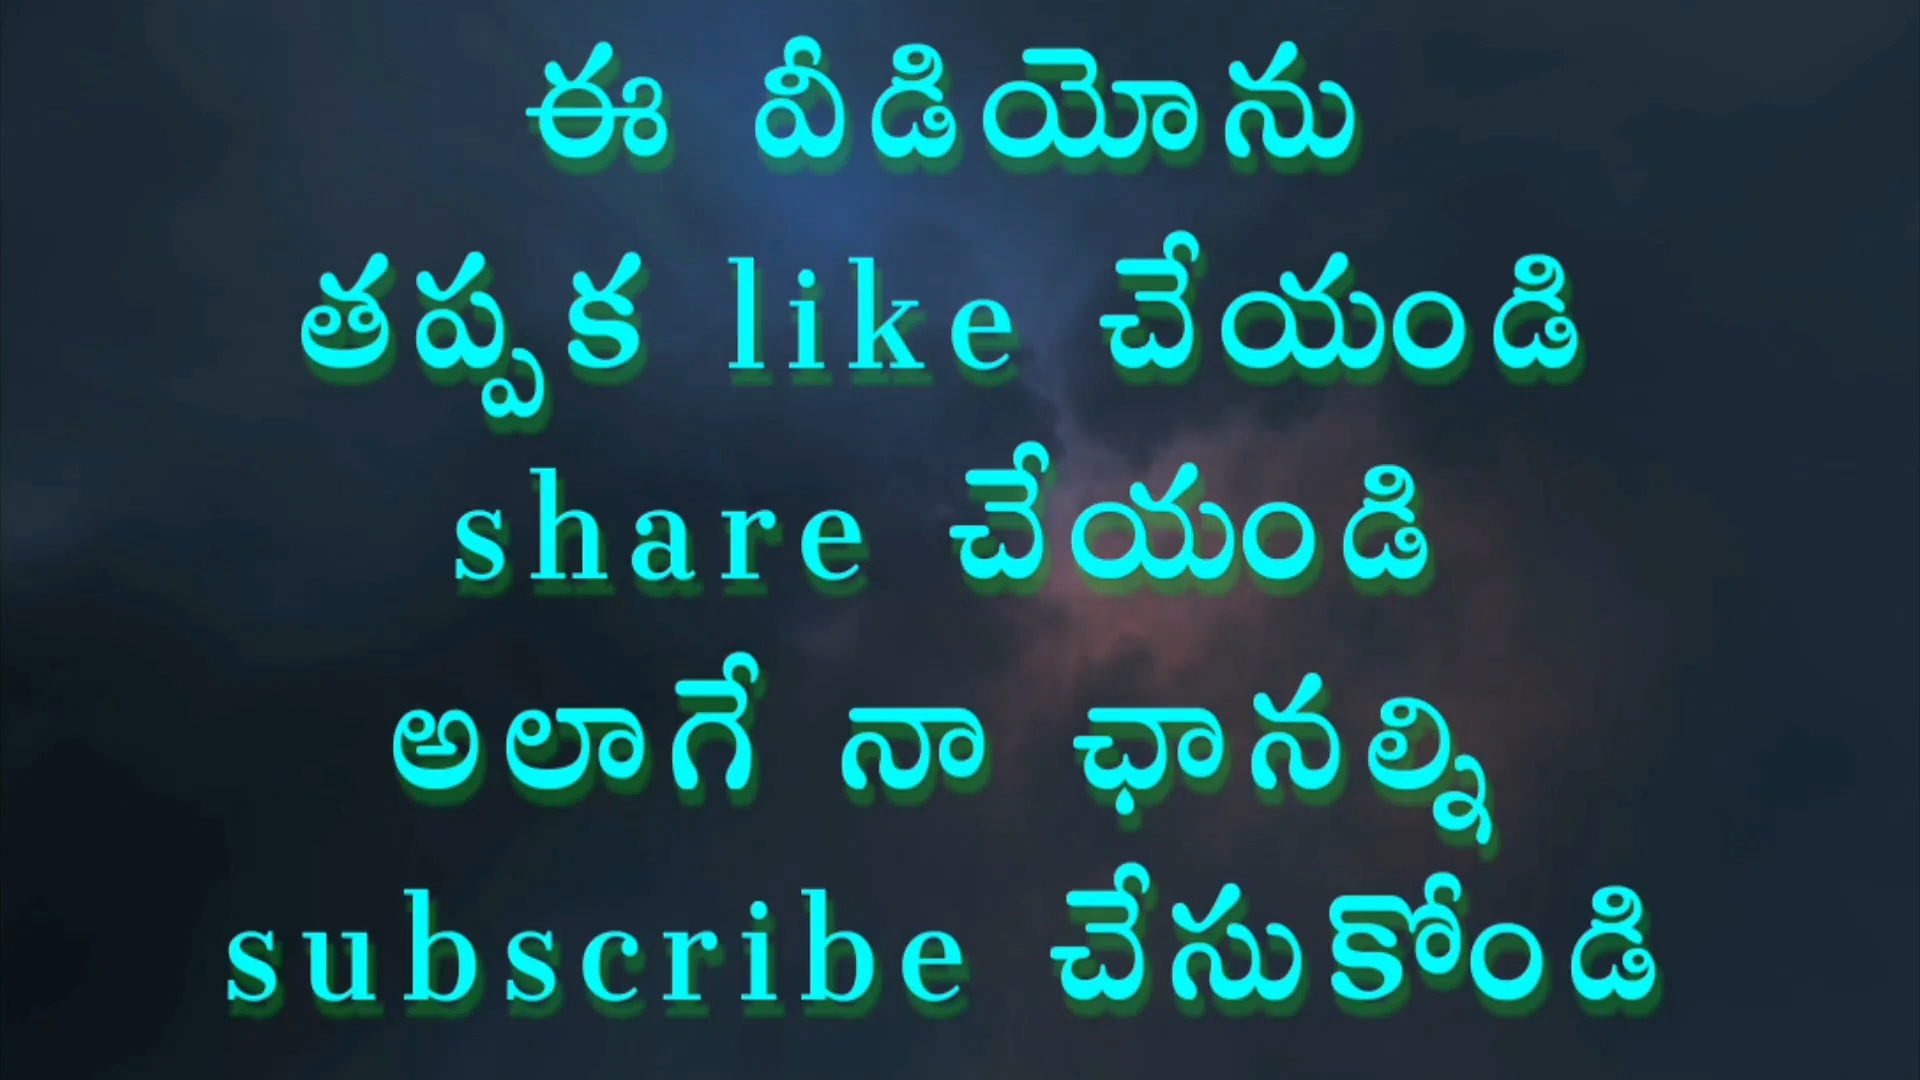 ఈ వీడియోను
తప్పక like చేయండి
share చేయండి
అలాగే నా ఛానల్ని
subscribe చేసుకోండి